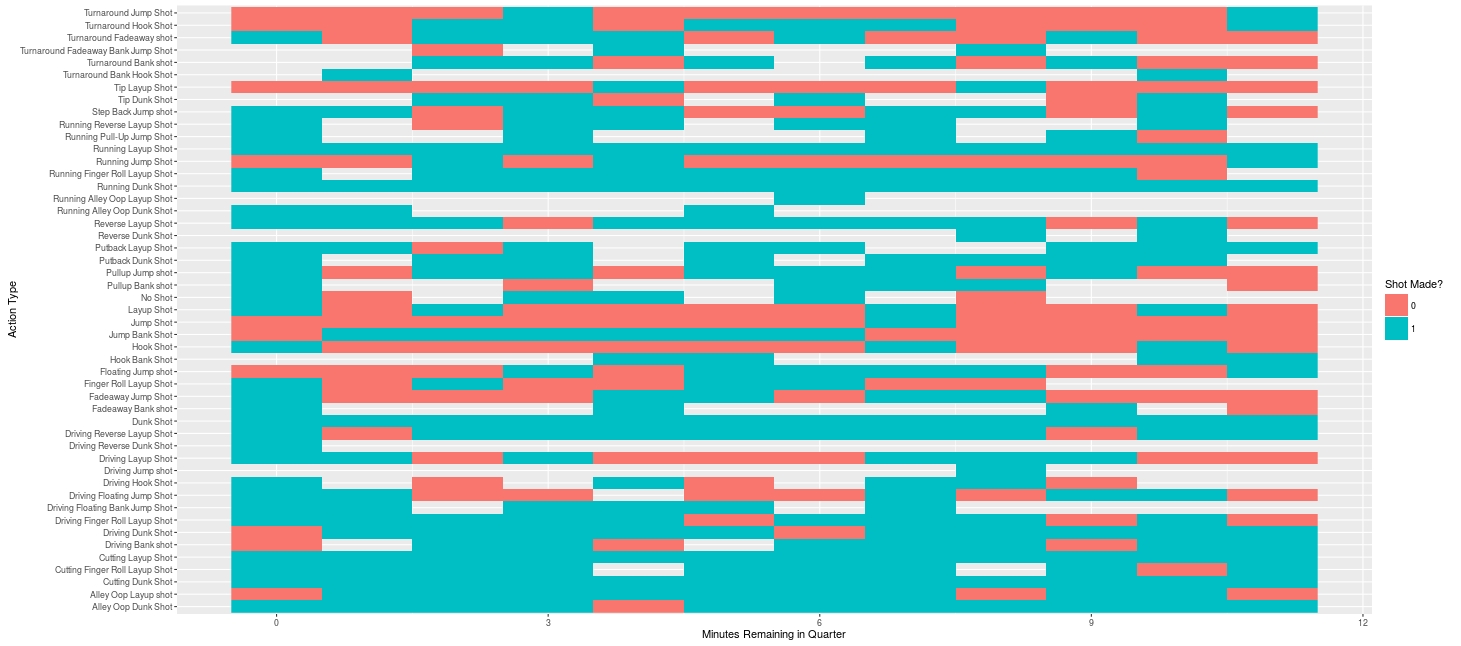 Turnaround Jump Shot
Turnaround Hook Shot
Turnaround Fadeaway shot
Turnaround Fadeaway Bank Jump Shot
Turnaround Bank shot
Turnaround Bank Hook Shot
Tip Layup Shot
Tip Dunk Shot
Step Back Jump shot
Running Reverse Layup Shot
Running Pull-Up Jump Shot
Running Layup Shot
Running Jump Shot
Running Finger Roll Layup Shot
Running Dunk Shot
Running Alley Oop Layup Shot
Running Alley Oop Dunk Shot
Reverse Layup Shot
Reverse Dunk Shot
Putback Layup Shot
Putback Dunk Shot
Pullup Jump shot
Pullup Bank shot
No Shot
Layup Shot
Jump Shot
Jump Bank Shot
Hook Shot
Hook Bank Shot
Floating Jump shot
Finger Roll Layup Shot
Fadeaway Jump Shot
Fadeaway Bank shot
Dunk Shot
Driving Reverse Layup Shot
Driving Reverse Dunk Shot
Driving Layup Shot
Driving Jump shot
Driving Hook Shot
Driving Floating Jump Shot
Driving Floating Bank Jump Shot
Driving Finger Roll Layup Shot
Driving Dunk Shot
Driving Bank shot
Cutting Layup Shot
Cutting Finger Roll Layup Shot
Cutting Dunk Shot
Alley Oop Layup shot
Alley Oop Dunk Shot
Action Type
0 3 6 9 12
Minutes Remaining in Quarter
Shot Made?
0
1